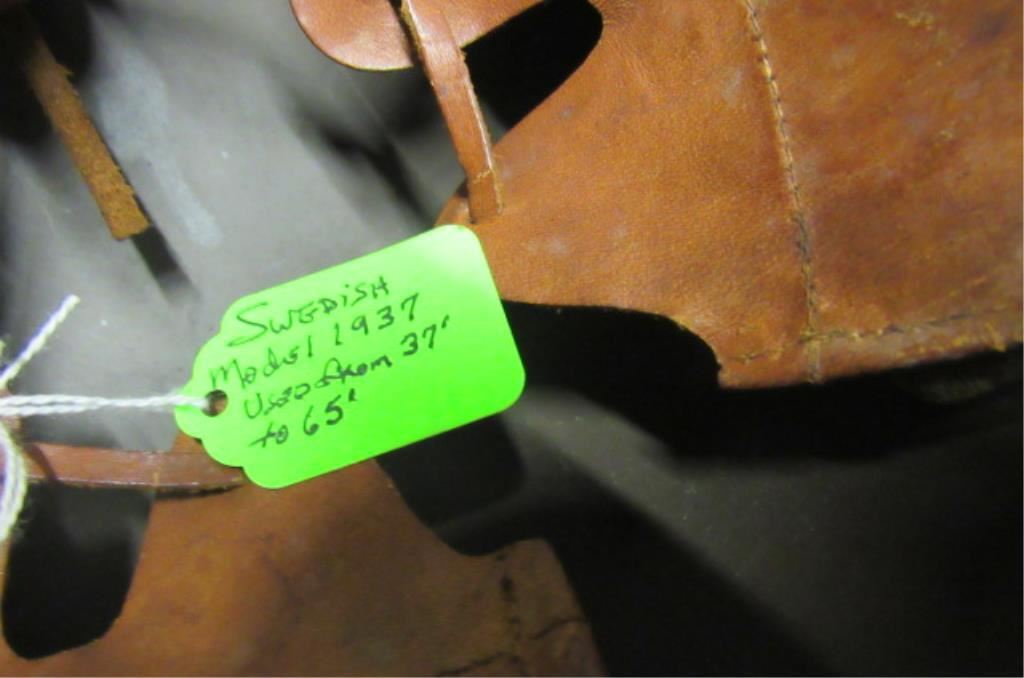 SWEDISH
Model 1937
Used from 37'
to 65'